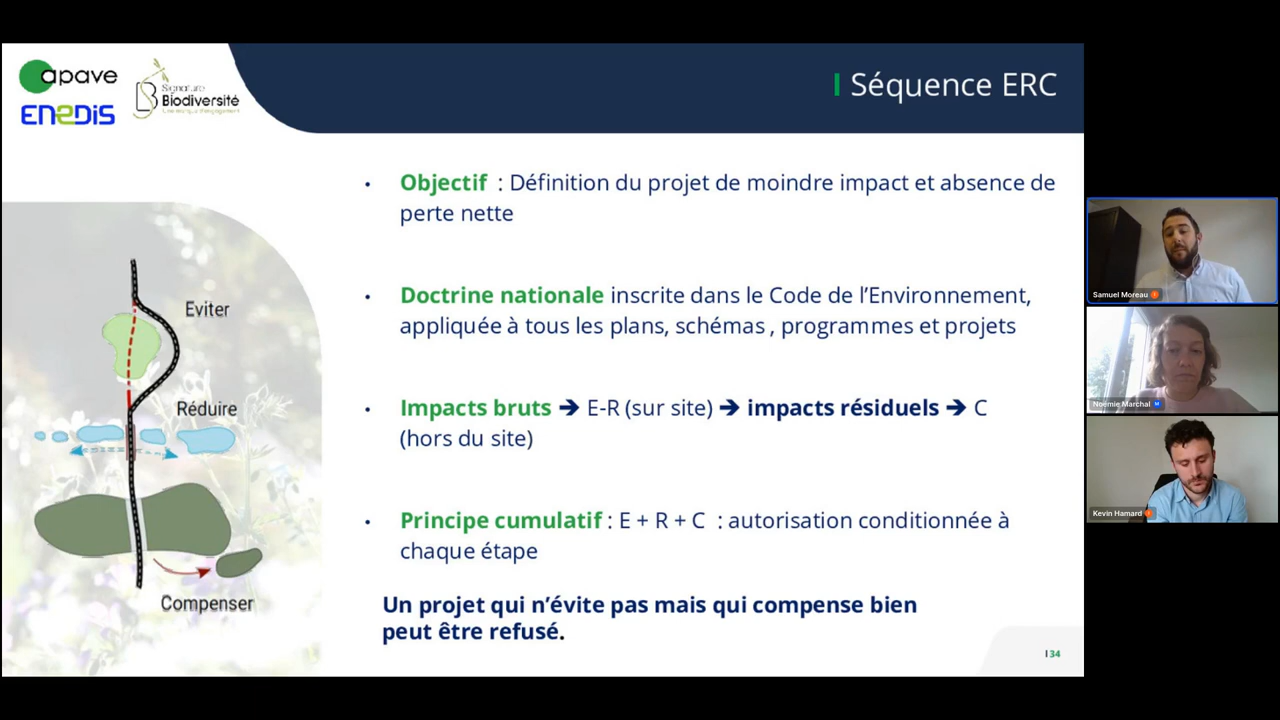 apave
ENEDIS
Signature
Biodiversité
Une marque d'engagement
Séquence ERC
• Objectif : Définition du projet de moindre impact et absence de
perte nette
• Doctrine nationale inscrite dans le Code de l'Environnement,
appliquée à tous les plans, schémas , programmes et projets
• Impacts bruts ➔ E-R (sur site) ➔ impacts résiduels ➔ C
(hors du site)
• Principe cumulatif : E + R + C : autorisation conditionnée à
chaque étape
Un projet qui n'évite pas mais qui compense bien
peut être refusé.
Eviter
Réduire
Compenser
34
Samuel Moreau
Noémie Marchal
Kevin Hamard